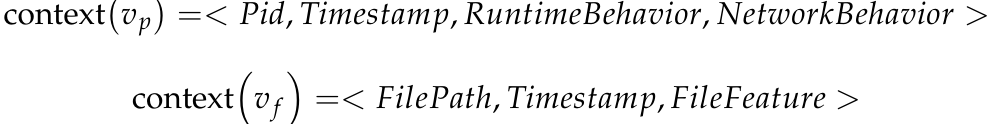 context(v_p) =< Pid, Timestamp, RuntimeBehavior, NetworkBehavior >
context(v_f) =< FilePath, Timestamp, FileFeature >